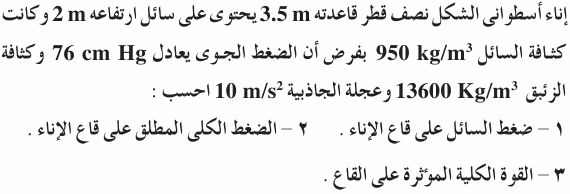 إناء أسطوانى الشكل نصف قطر قاعدته 3.5 m يحتوى على سائل ارتفاعه 2 m وكانت
كثافة السائل 950 kg/m³ بفرض أن الضغط الجوى يعادل 76 cm Hg وكثافة
الزئبق 13600 Kg/m³ وعجلة الجاذبية 10 m/s² احسب :
١ – ضغط السائل على قاع الإناء . ٢ – الضغط الكلى المطلق على قاع الإناء .
٣ – القوة الكلية المؤثرة على القاع .